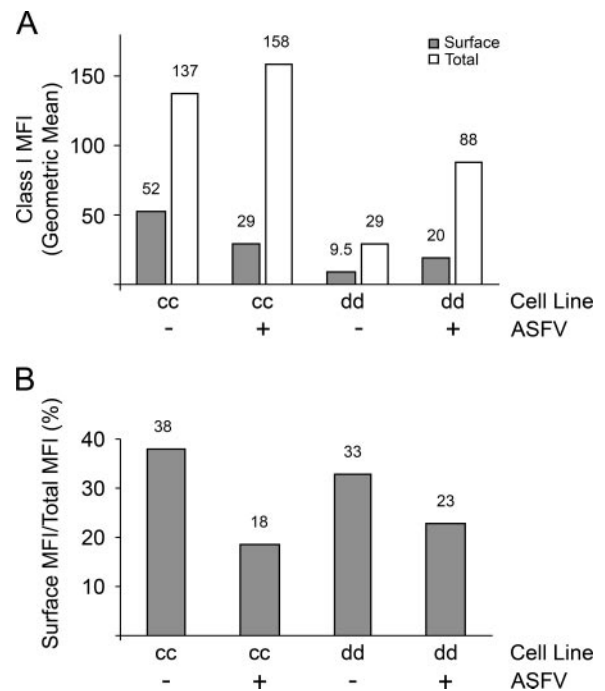 A
Surface
Total
Class I MFI
(Geometric Mean)
150
100
50
52
137
29
158
9.5
29
20
88
cc cc dd dd Cell Line
- + - + ASFV
B
Surface MFI/Total MFI (%)
40
30
20
10
38
18
33
23
cc cc dd dd Cell Line
- + - + ASFV